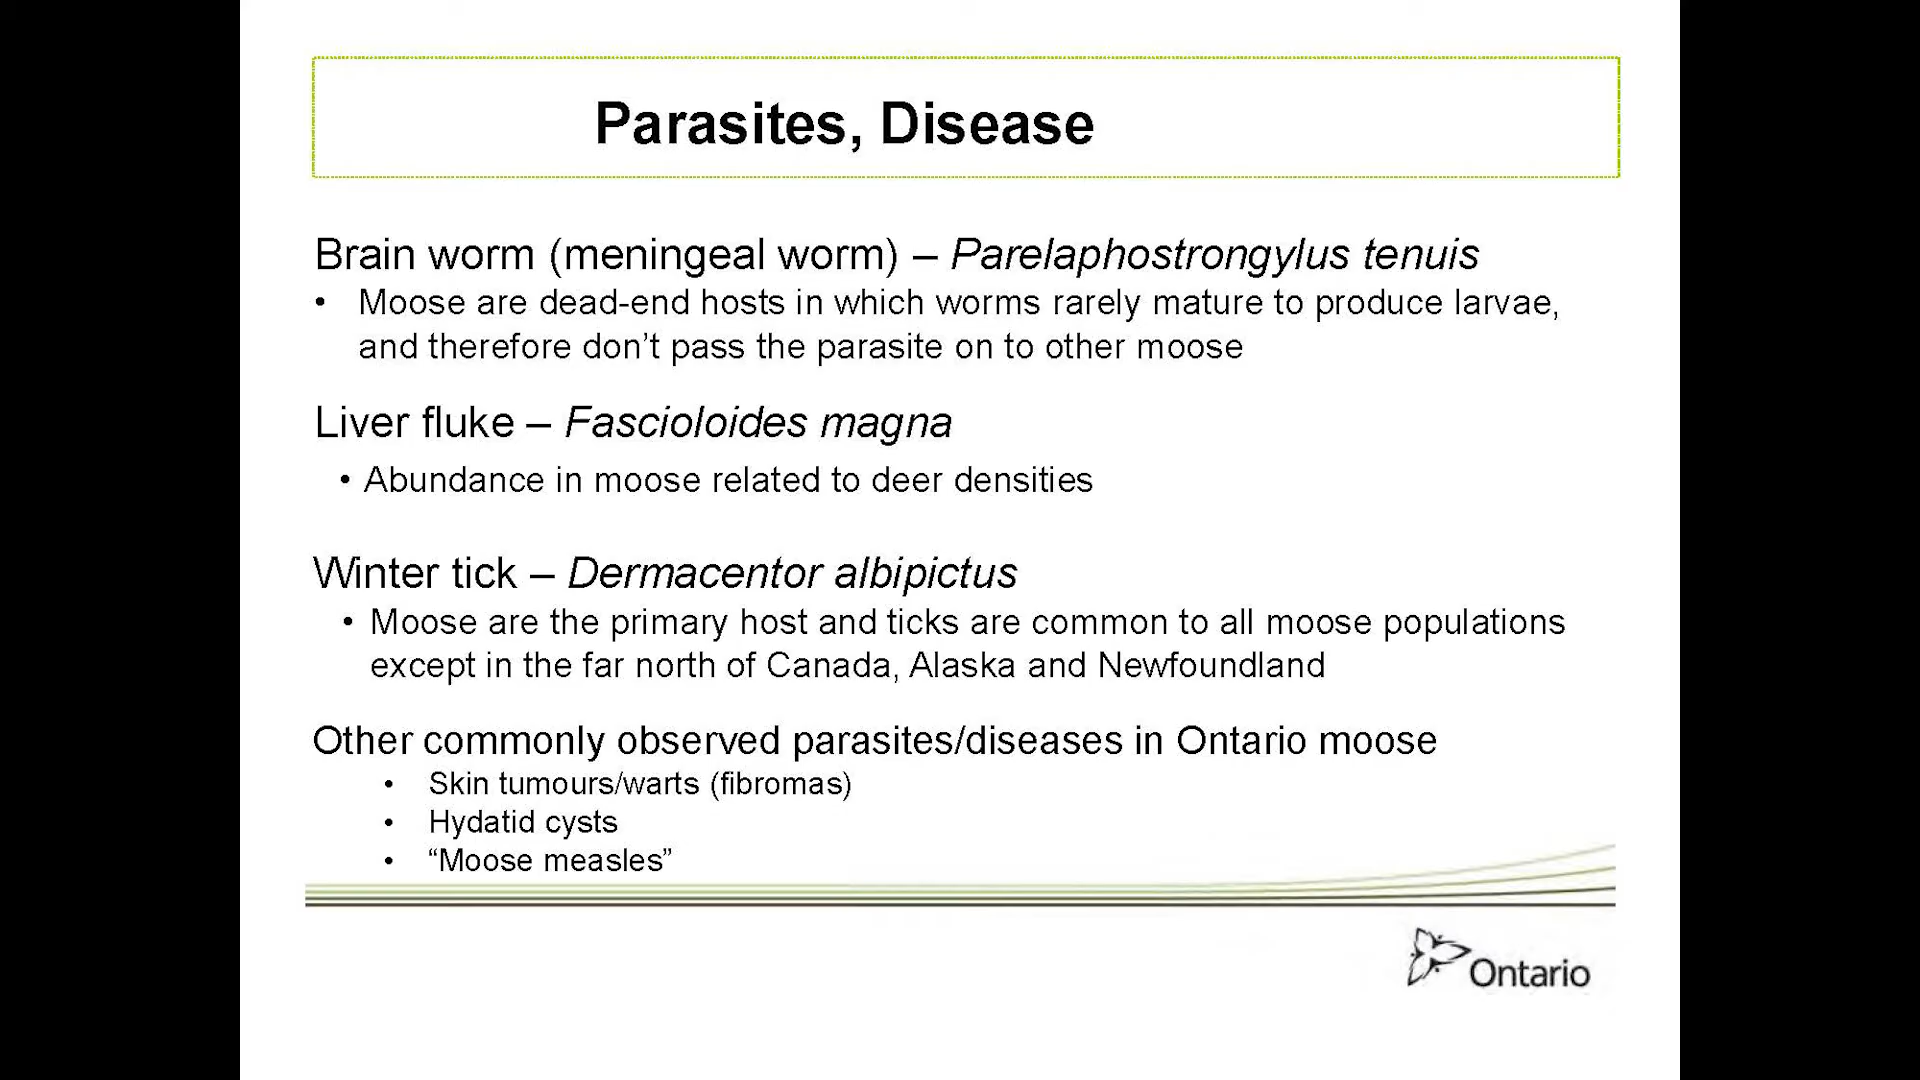 Parasites, Disease
Brain worm (meningeal worm) – Parelaphostrongylus tenuis
• Moose are dead-end hosts in which worms rarely mature to produce larvae,
and therefore don’t pass the parasite on to other moose
Liver fluke – Fascioloides magna
• Abundance in moose related to deer densities
Winter tick – Dermacentor albipictus
• Moose are the primary host and ticks are common to all moose populations
except in the far north of Canada, Alaska and Newfoundland
Other commonly observed parasites/diseases in Ontario moose
• Skin tumours/warts (fibromas)
• Hydatid cysts
• “Moose measles”
Ontario